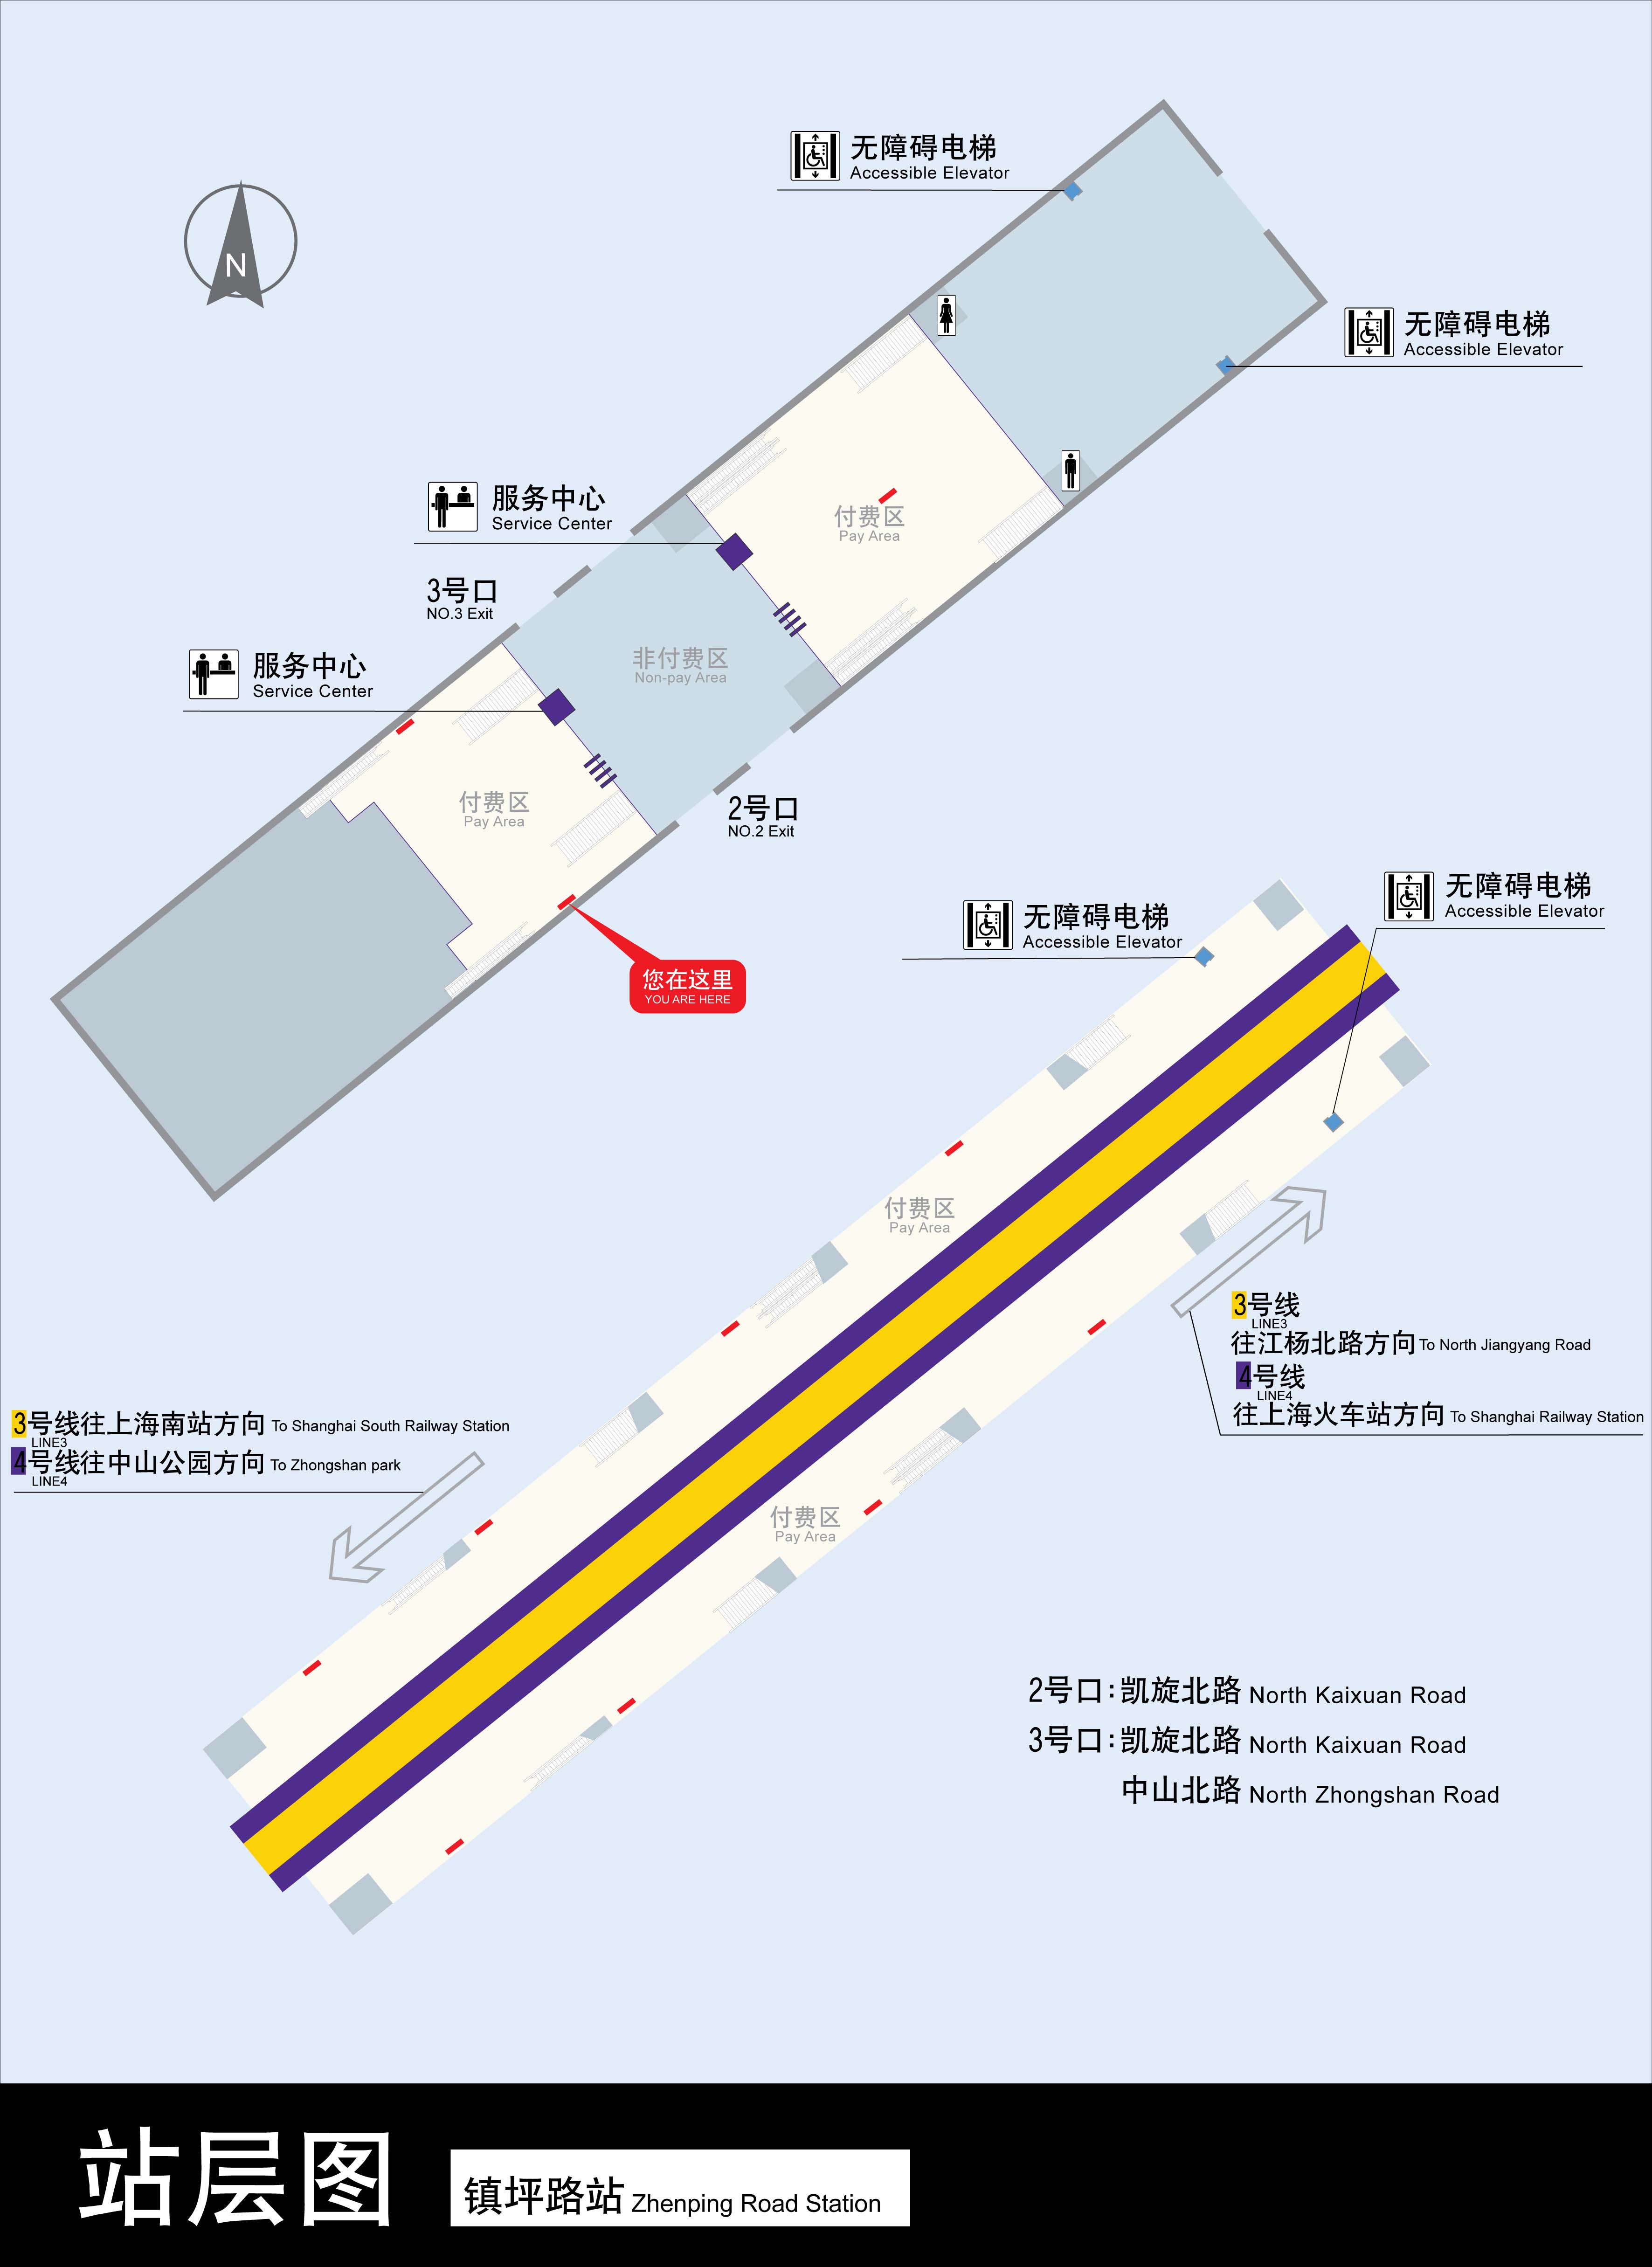 无障碍电梯
Accessible Elevator
N
无障碍电梯
Accessible Elevator
服务中心
Service Center
付费区
Pay Area
3号口
NO.3 Exit
非付费区
Non-pay Area
服务中心
Service Center
付费区
Pay Area
2号口
NO.2 Exit
无障碍电梯
Accessible Elevator
无障碍电梯
Accessible Elevator
您在这里
YOU ARE HERE
付费区
Pay Area
3号线
LINE3
往江杨北路方向 To North Jiangyang Road
4号线
LINE4
往上海火车站方向 To Shanghai Railway Station
3号线往上海南站方向 To Shanghai South Railway Station
LINE3
4号线往中山公园方向 To Zhongshan park
LINE4
付费区
Pay Area
2号口:凯旋北路 North Kaixuan Road
3号口:凯旋北路 North Kaixuan Road
中山北路 North Zhongshan Road
站层图
镇坪路站 Zhenping Road Station